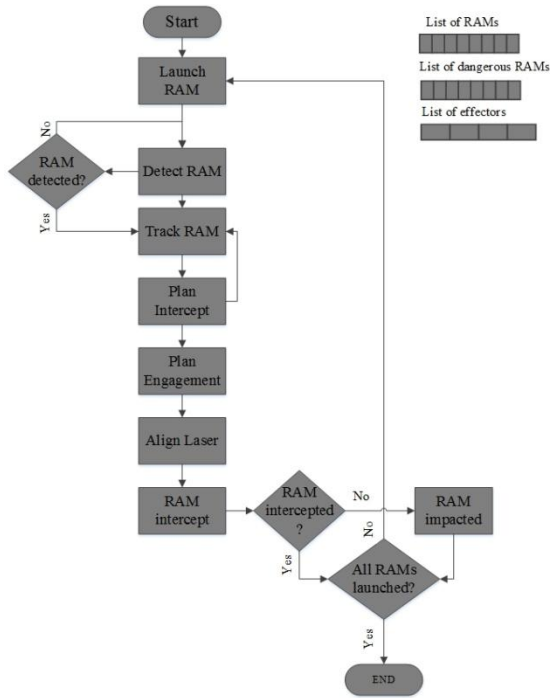 Start
List of RAMs
Launch
RAM
List of dangerous RAMs
List of effectors
No
RAM
detected?
Detect RAM
Yes
Track RAM
Plan
Intercept
Plan
Engagement
Align Laser
RAM
intercept
RAM
intercepted
?
No
RAM
impacted
No
Yes
All RAMs
launched?
Yes
END